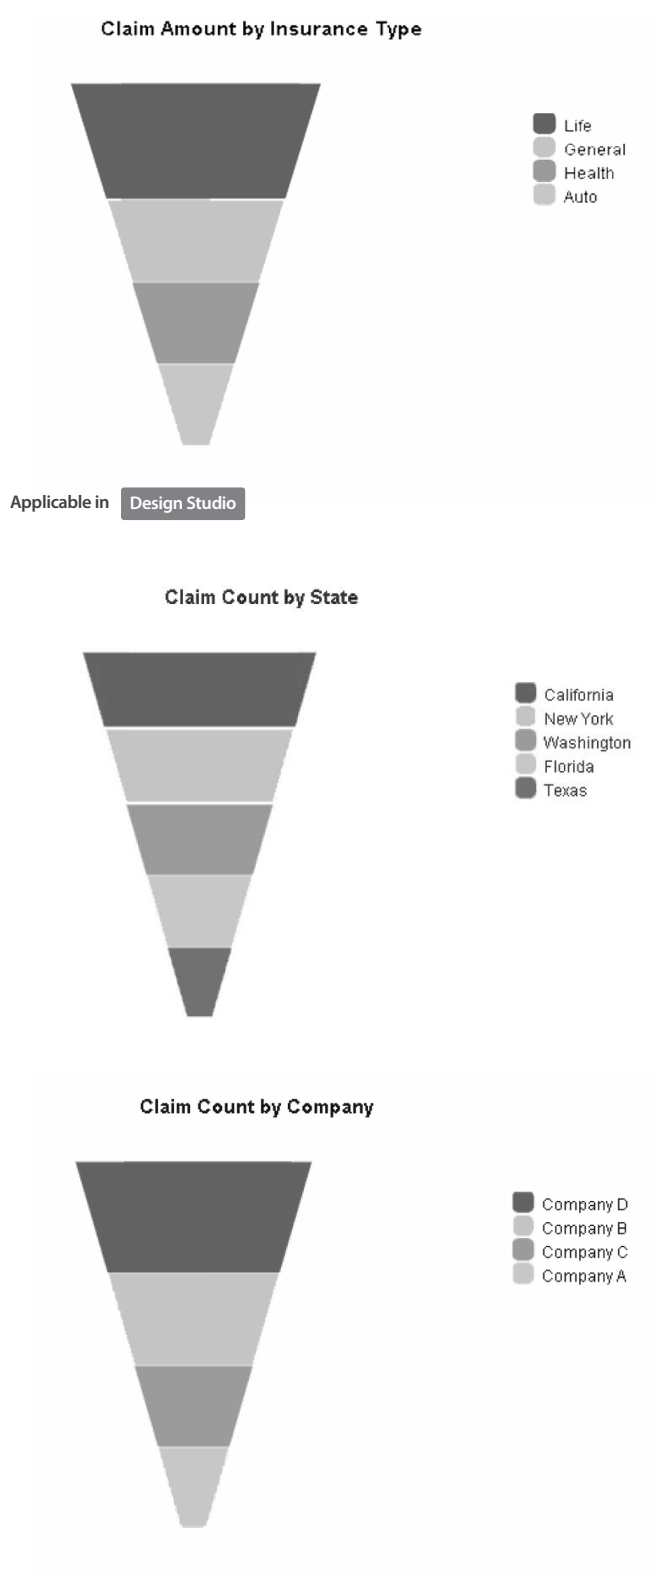 Claim Amount by Insurance Type
Life
General
Health
Auto
Applicable in Design Studio
Claim Count by State
California
New York
Washington
Florida
Texas
Claim Count by Company
Company D
Company B
Company C
Company A